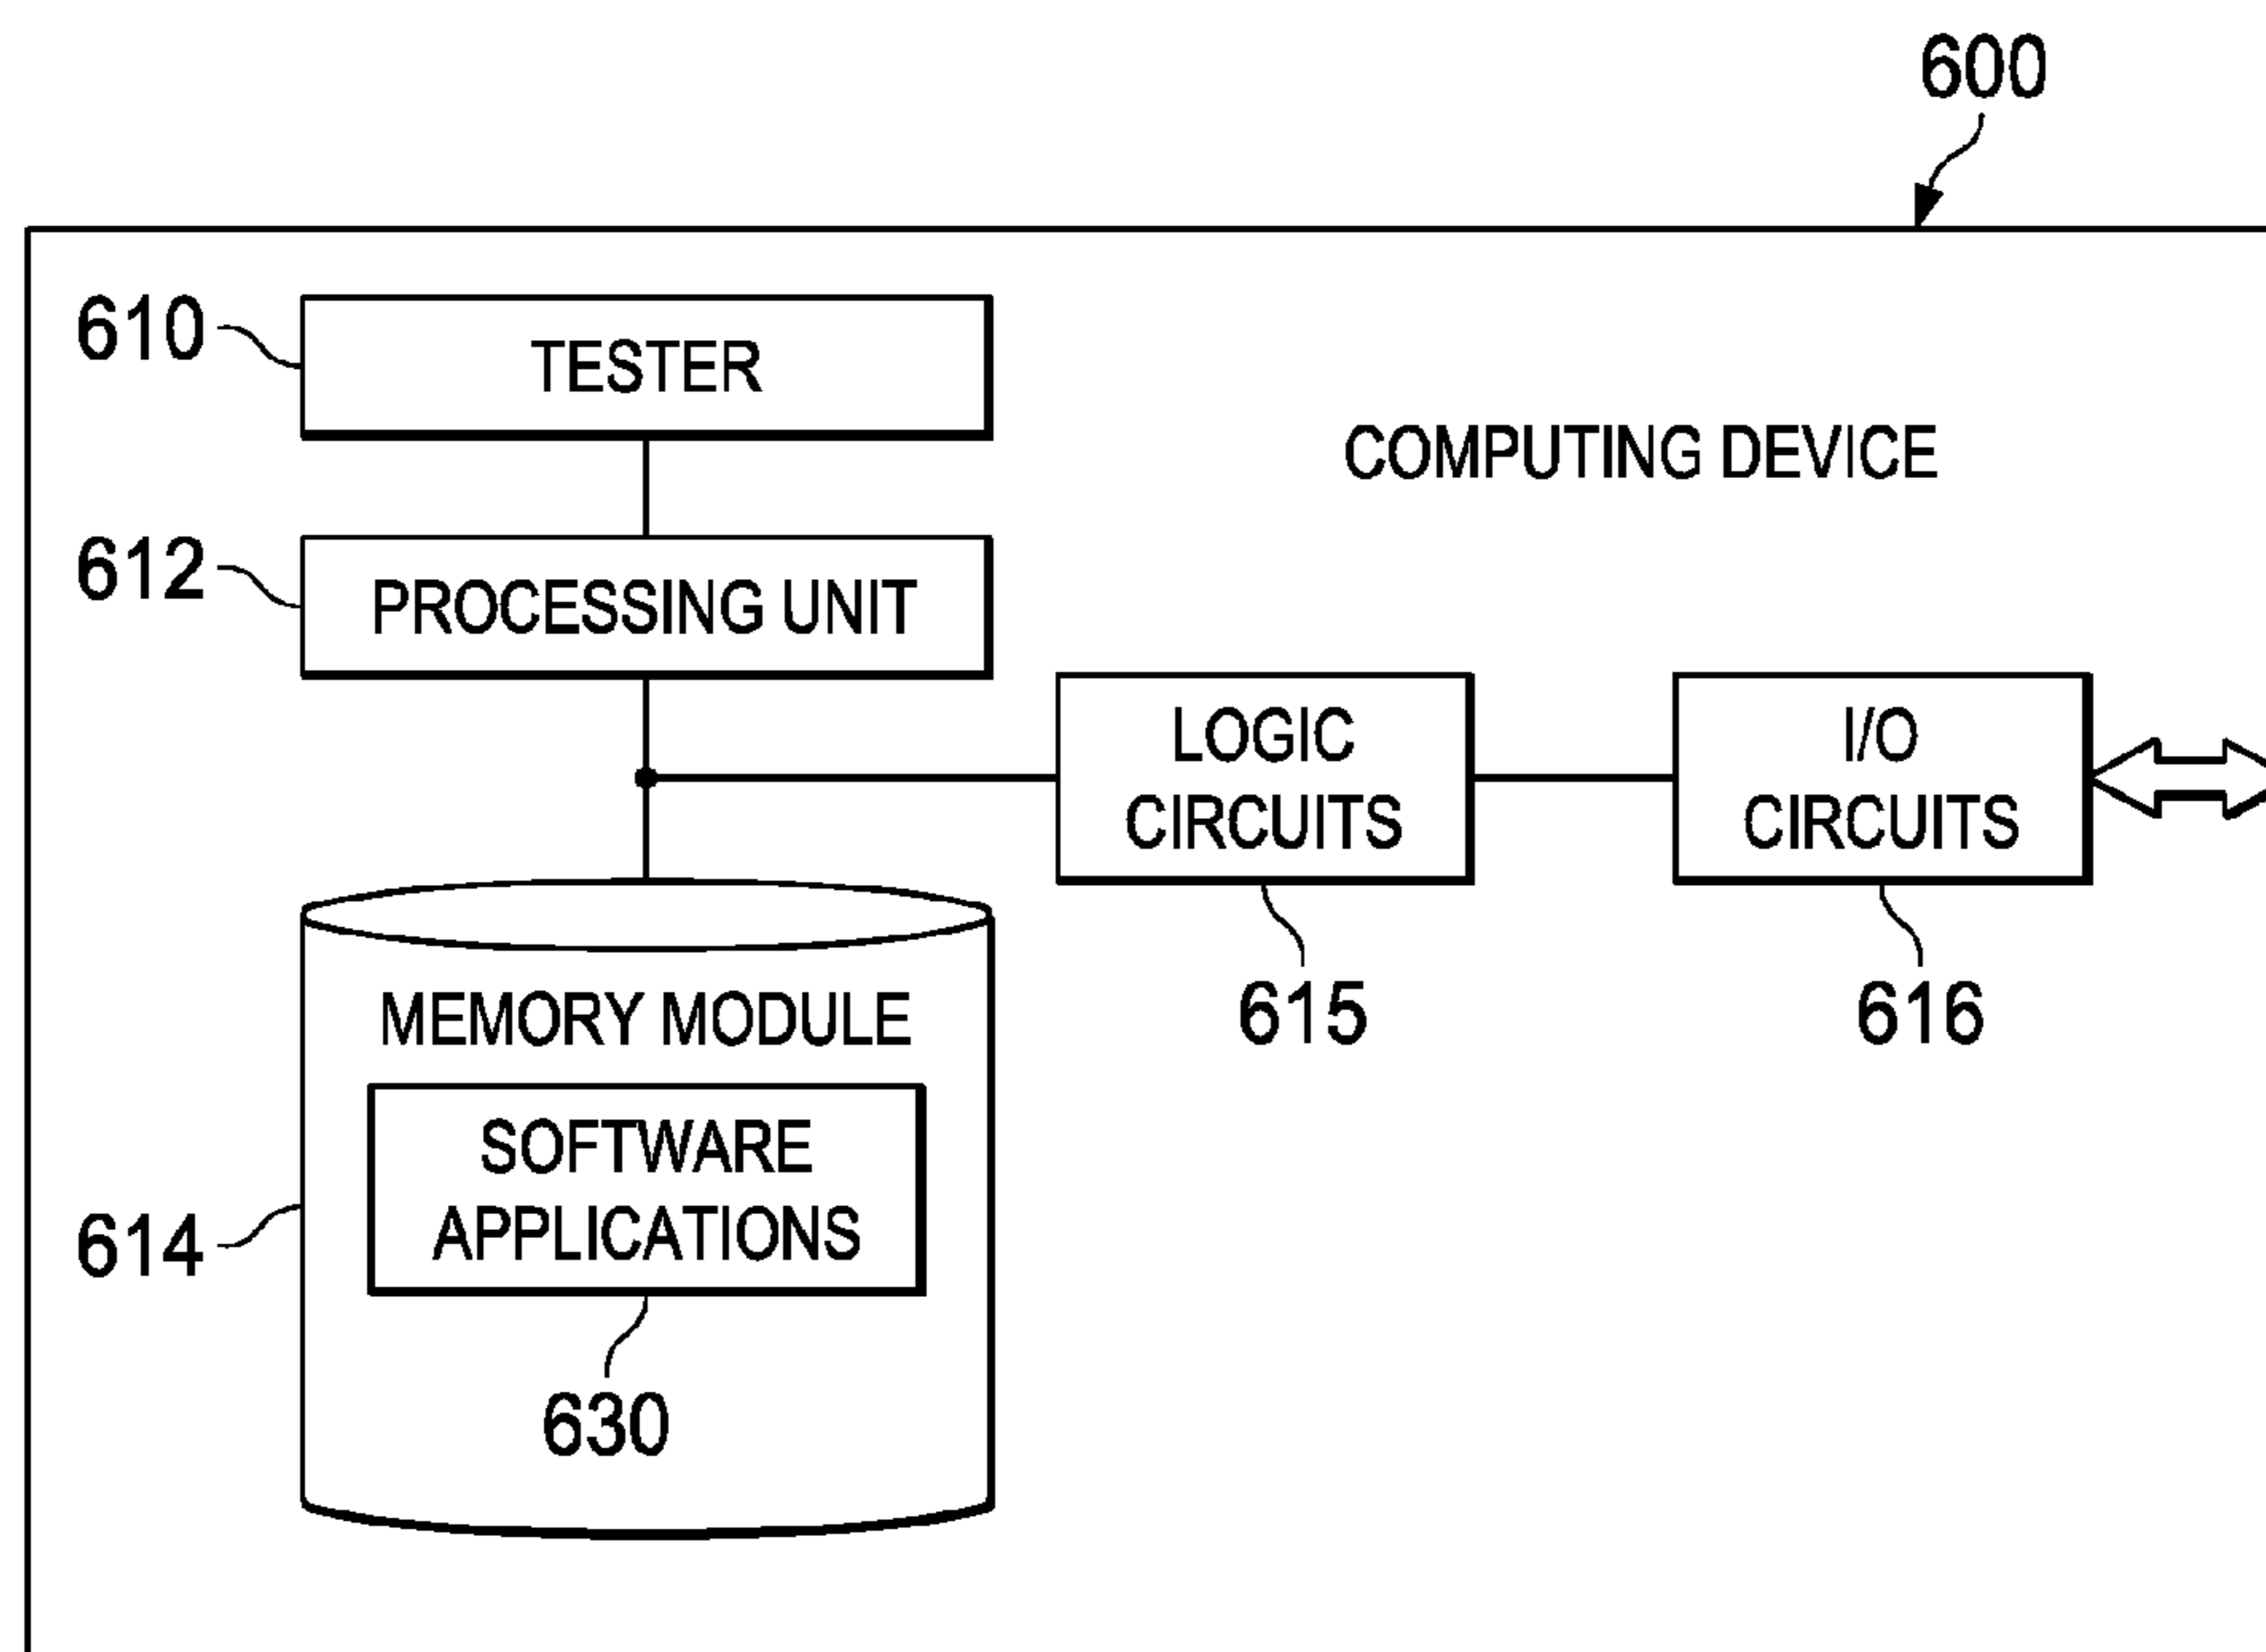 600
610
TESTER
COMPUTING DEVICE
612
PROCESSING UNIT
LOGIC
CIRCUITS
I/O
CIRCUITS
615
616
MEMORY MODULE
SOFTWARE
APPLICATIONS
614
630